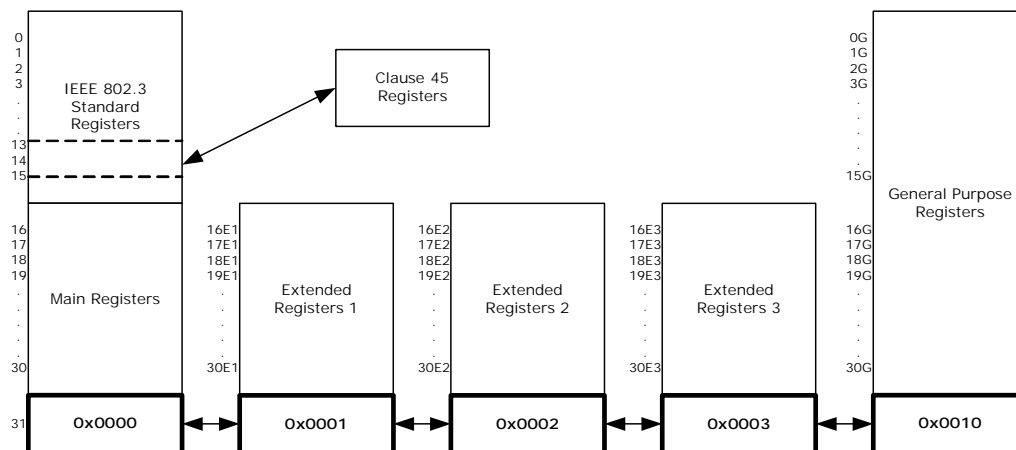 0
1
2
3
.
.
.
13
14
15
IEEE 802.3
Standard
Registers
Clause 45
Registers
16
17
18
19
.
.
.
.
.
30
Main Registers
16E1
17E1
18E1
19E1
.
.
.
.
.
30E1
Extended
Registers 1
16E2
17E2
18E2
19E2
.
.
.
.
.
30E2
Extended
Registers 2
16E3
17E3
18E3
19E3
.
.
.
.
.
30E3
Extended
Registers 3
0G
1G
2G
3G
.
.
.
.
.
15G
16G
17G
18G
19G
.
.
.
.
.
30G
General Purpose
Registers
31
0x0000
0x0001
0x0002
0x0003
0x0010